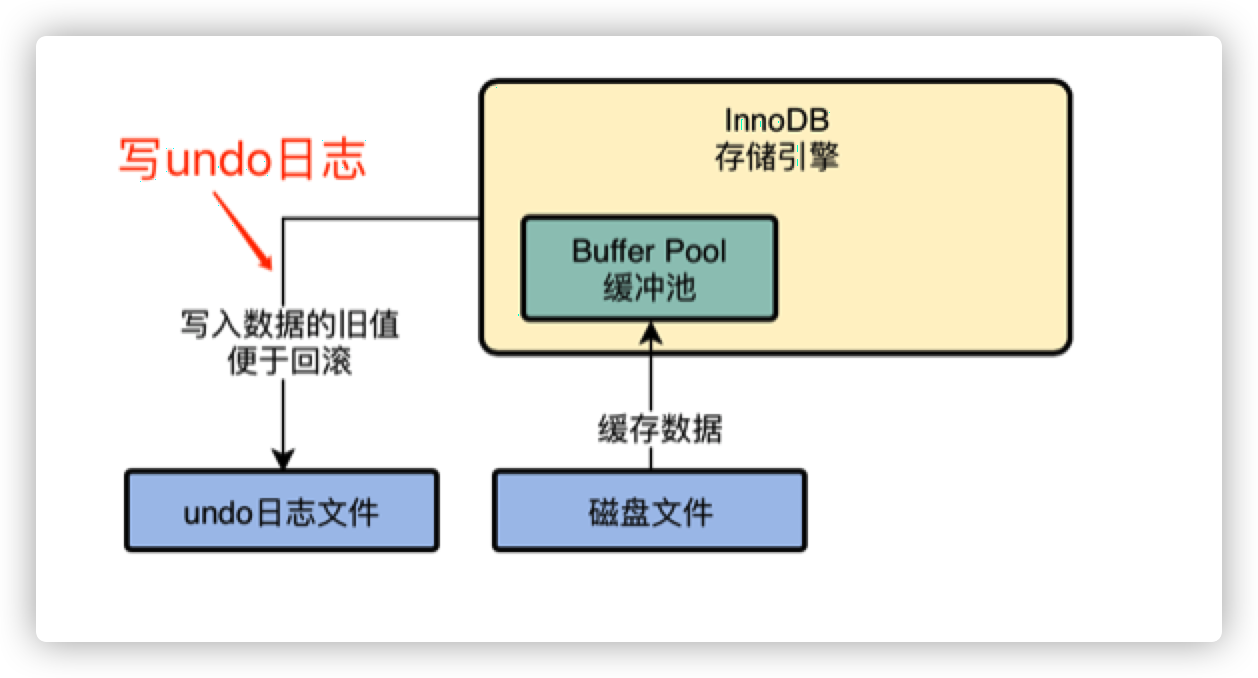 InnoDB
存储引擎
写undo日志
Buffer Pool
缓冲池
写入数据的旧值
便于回滚
缓存数据
undo日志文件
磁盘文件